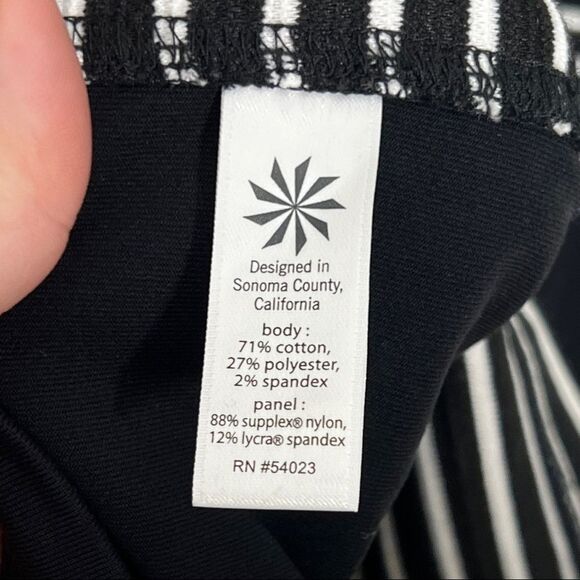 Designed in
Sonoma County,
California
body :
71% cotton,
27% polyester,
2% spandex
panel :
88% supplex® nylon,
12% lycra® spandex
RN #54023